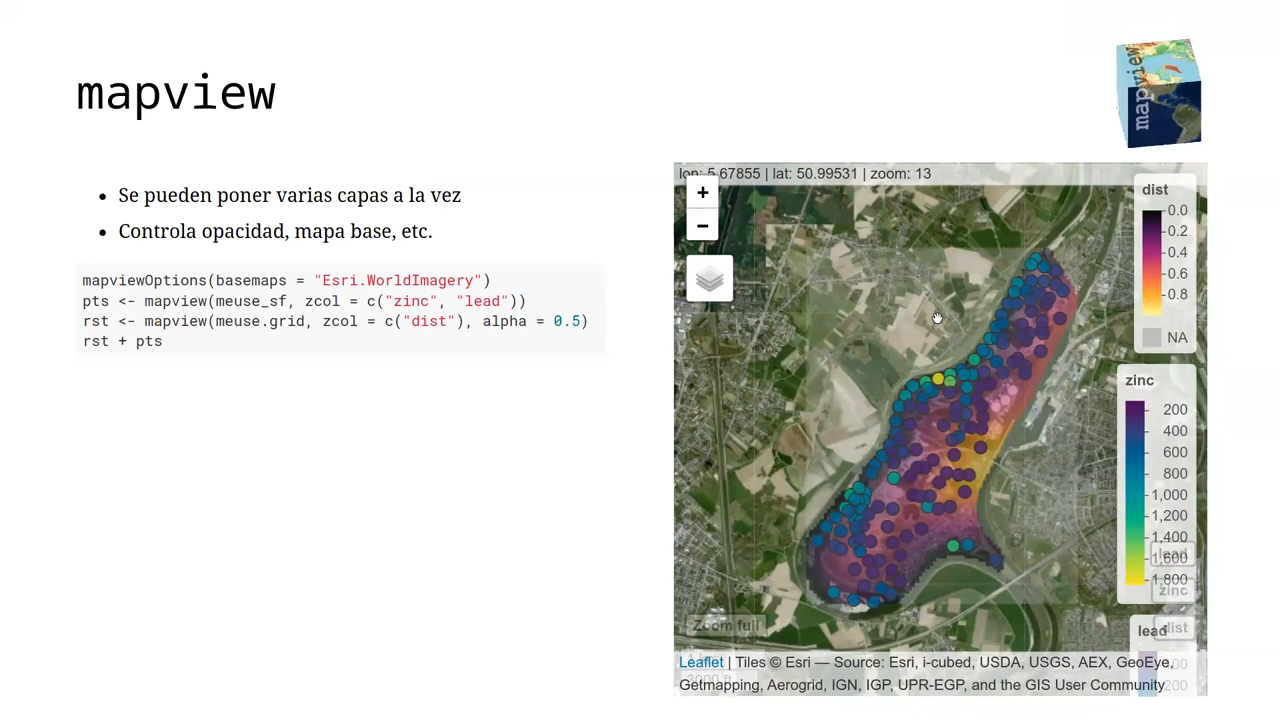 mapview
mapview
Se pueden poner varias capas a la vez
Controla opacidad, mapa base, etc.
mapviewOptions(basemaps = "Esri.WorldImagery")
pts <- mapview(meuse_sf, zcol = c("zinc", "lead"))
rst <- mapview(meuse.grid, zcol = c("dist"), alpha = 0.5)
rst + pts
lon: 5.67855 | lat: 50.99531 | zoom: 13
+
−
dist
0.0
0.2
0.4
0.6
0.8
NA
zinc
200
400
600
800
1,000
1,200
1,400
1,600
1,800
lead
zinc
dist
lead
200
Zoom full
Leaflet | Tiles © Esri — Source: Esri, i-cubed, USDA, USGS, AEX, GeoEye,
Getmapping, Aerogrid, IGN, IGP, UPR-EGP, and the GIS User Community